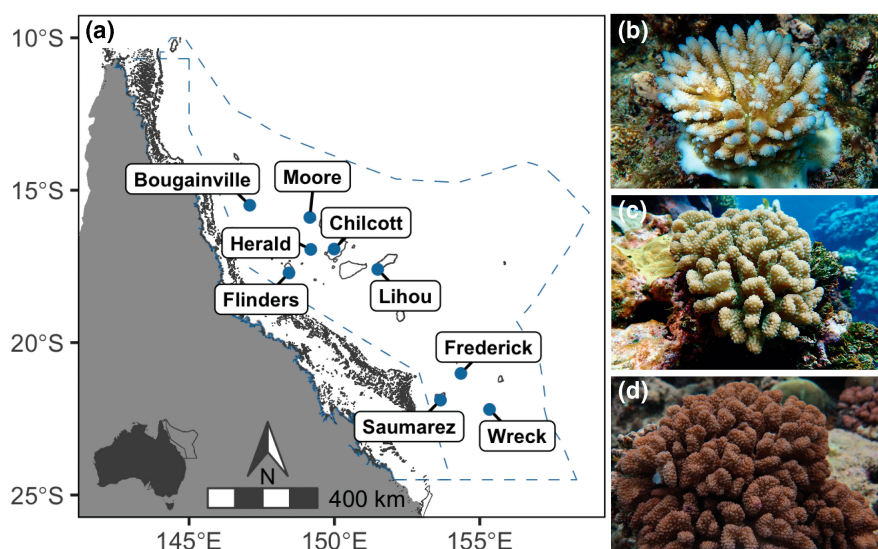 (a)
10°S
15°S
20°S
25°S
Bougainville
Moore
Herald
Chilcott
Flinders
Lihou
Frederick
Saumarez
Wreck
N
400 km
145°E
150°E
155°E
(b)
(c)
(d)